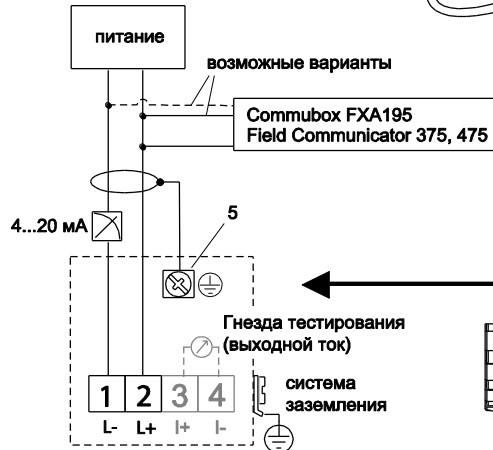 питание
возможные варианты
Commubox FXA195
Field Communicator 375, 475
4...20 мА
5
Гнезда тестирования
(выходной ток)
1 2 3 4
L- L+ I+ I-
система
заземления